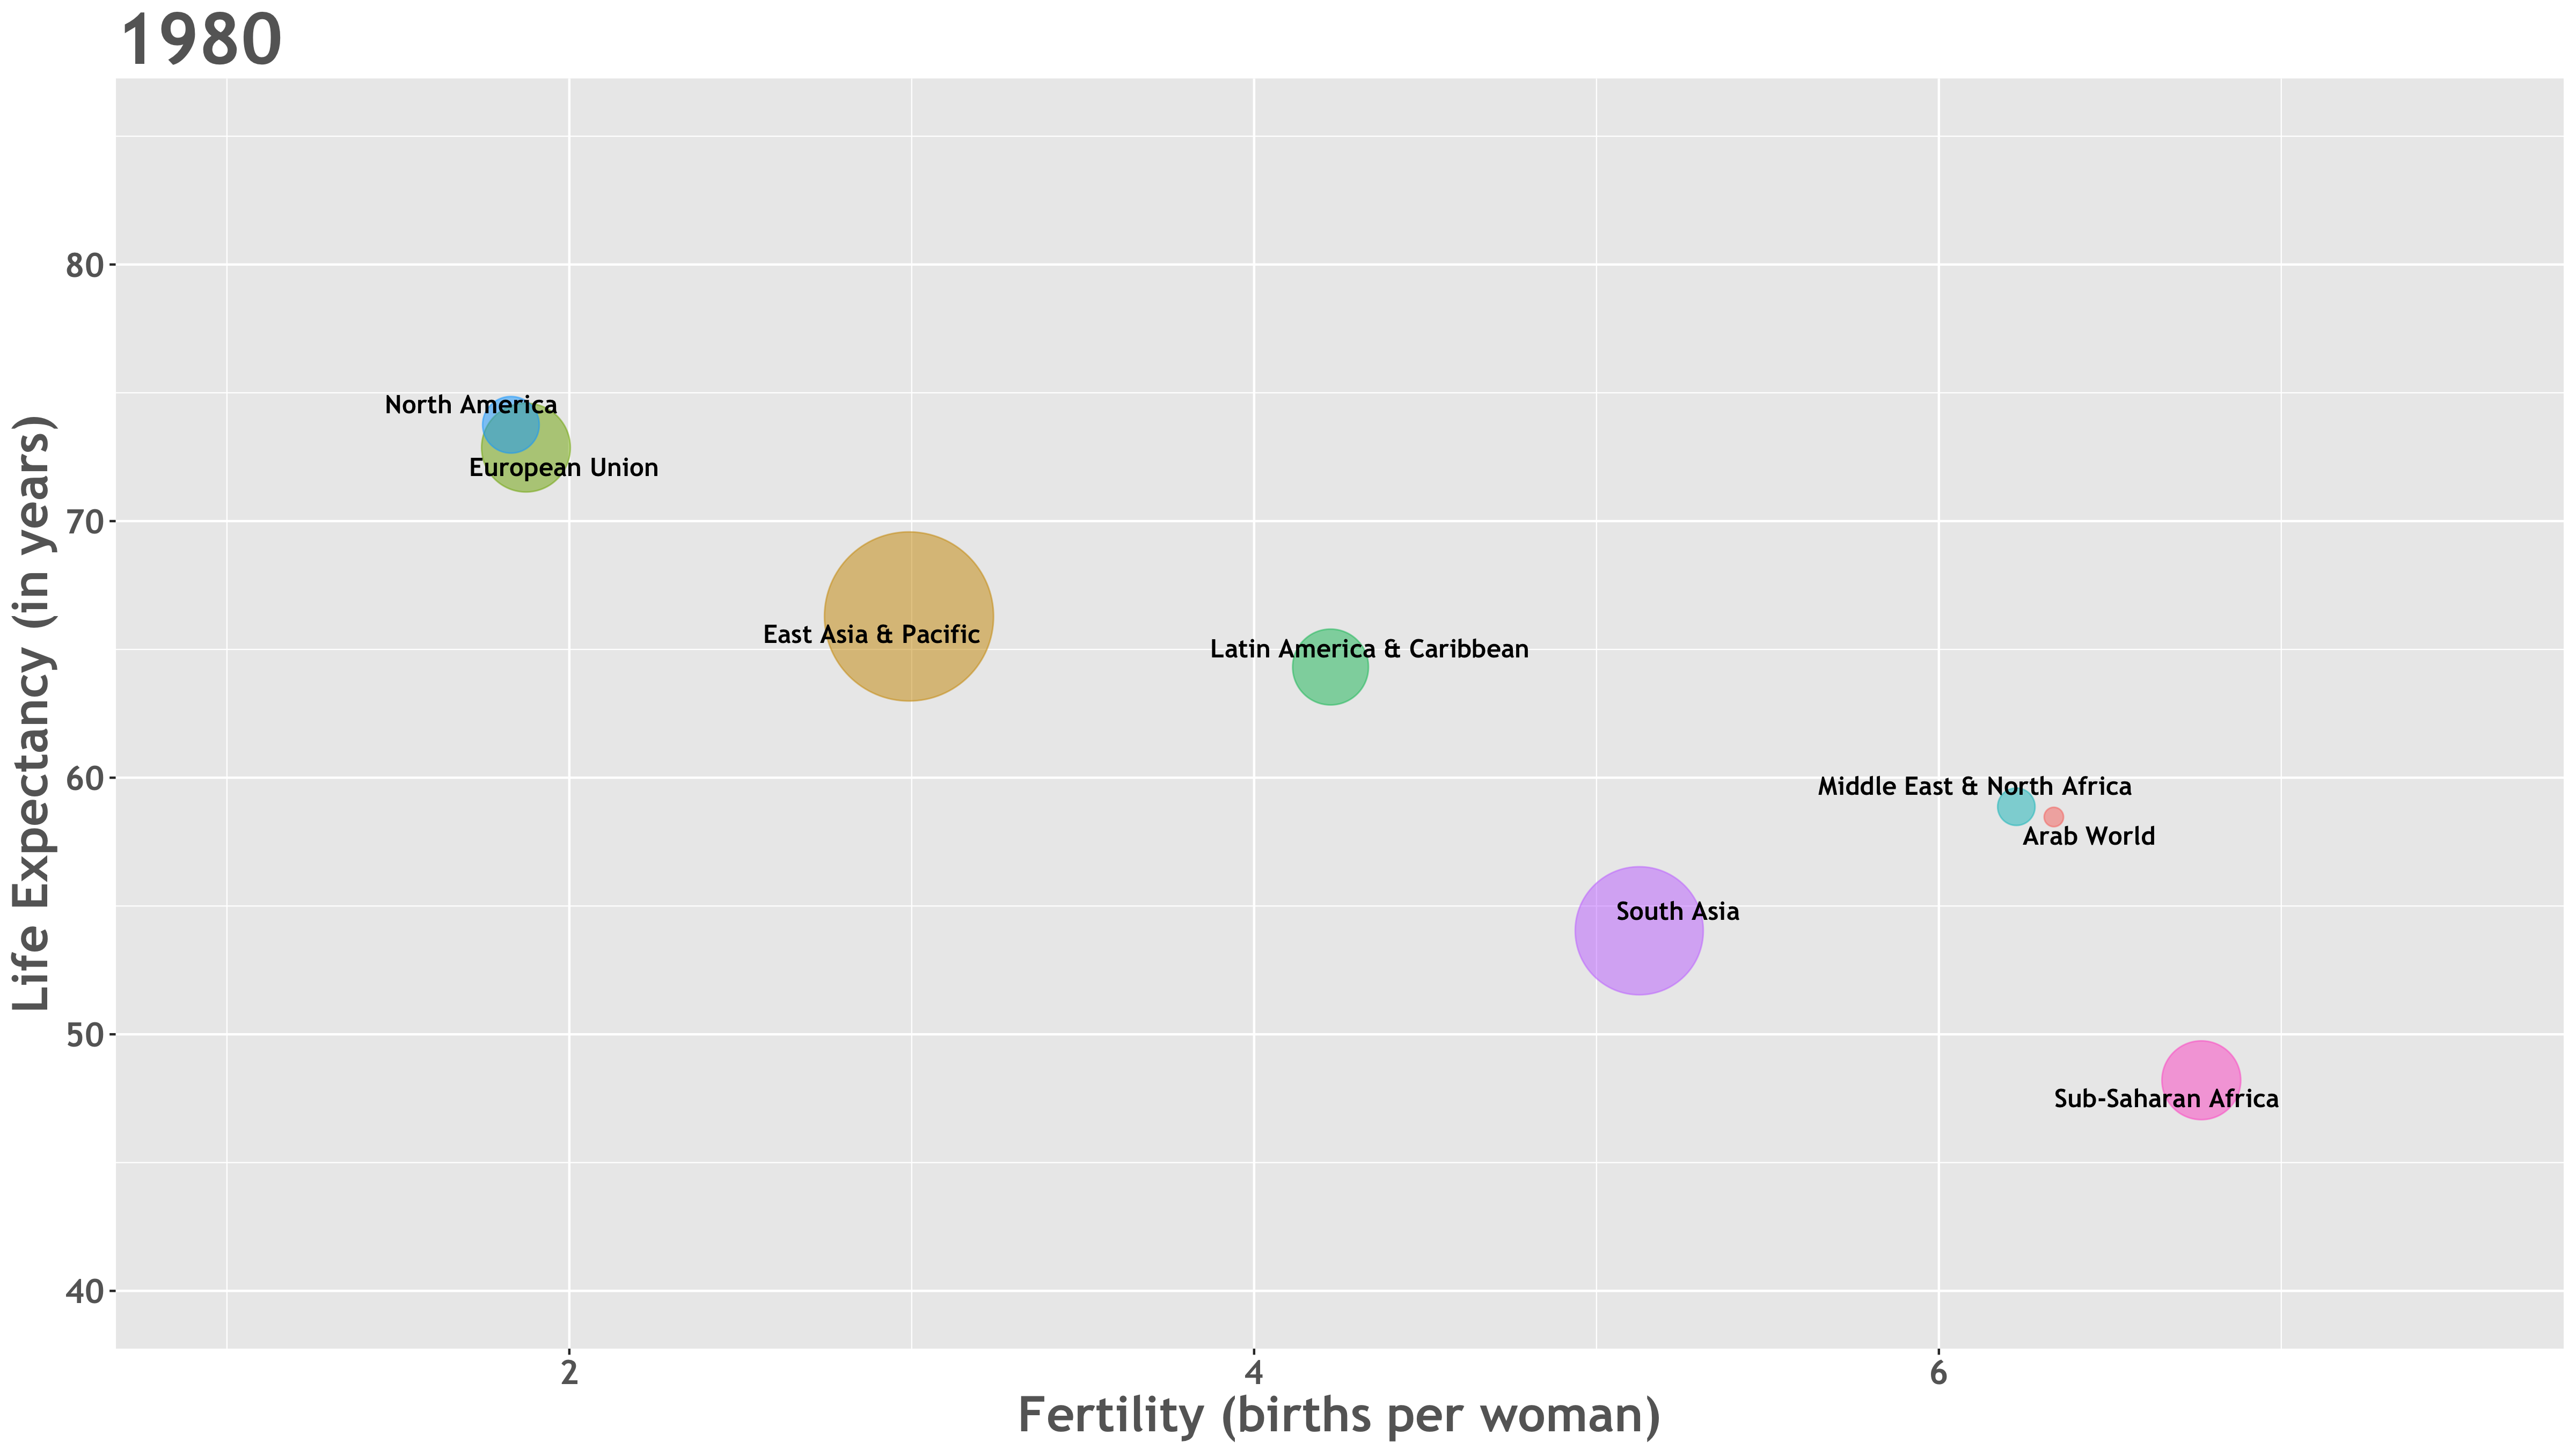 1980
80
70
60
50
40
Life Expectancy (in years)
North America
European Union
East Asia & Pacific
Latin America & Caribbean
Middle East & North Africa
Arab World
South Asia
Sub-Saharan Africa
2
4
6
Fertility (births per woman)